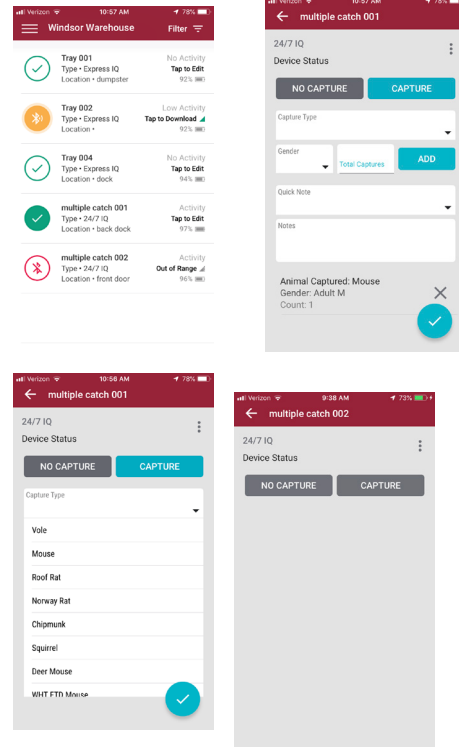 Verizon 10:57 AM 78%
Windsor Warehouse Filter
Tray 001 No Activity
Type • Express IQ Tap to Edit
Location • dumpster 92%
Tray 002 Low Activity
Type • Express IQ Tap to Download
Location • 92%
Tray 004 No Activity
Type • Express IQ Tap to Edit
Location • dock 94%
multiple catch 001 Activity
Type • 24/7 IQ Tap to Edit
Location • back dock 97%
multiple catch 002 Activity
Type • 24/7 IQ Out of Range
Location • front door 96%
Verizon 10:57 AM 78%
multiple catch 001
24/7 IQ
Device Status
NO CAPTURE CAPTURE
Capture Type
Gender
Total Captures ADD
Quick Note
Notes
Animal Captured: Mouse
Gender: Adult M
Count: 1
Verizon 10:56 AM 78%
multiple catch 001
24/7 IQ
Device Status
NO CAPTURE CAPTURE
Capture Type
Vole
Mouse
Roof Rat
Norway Rat
Chipmunk
Squirrel
Deer Mouse
WHT FTD Mouse
Verizon 9:38 AM 73%
multiple catch 002
24/7 IQ
Device Status
NO CAPTURE CAPTURE